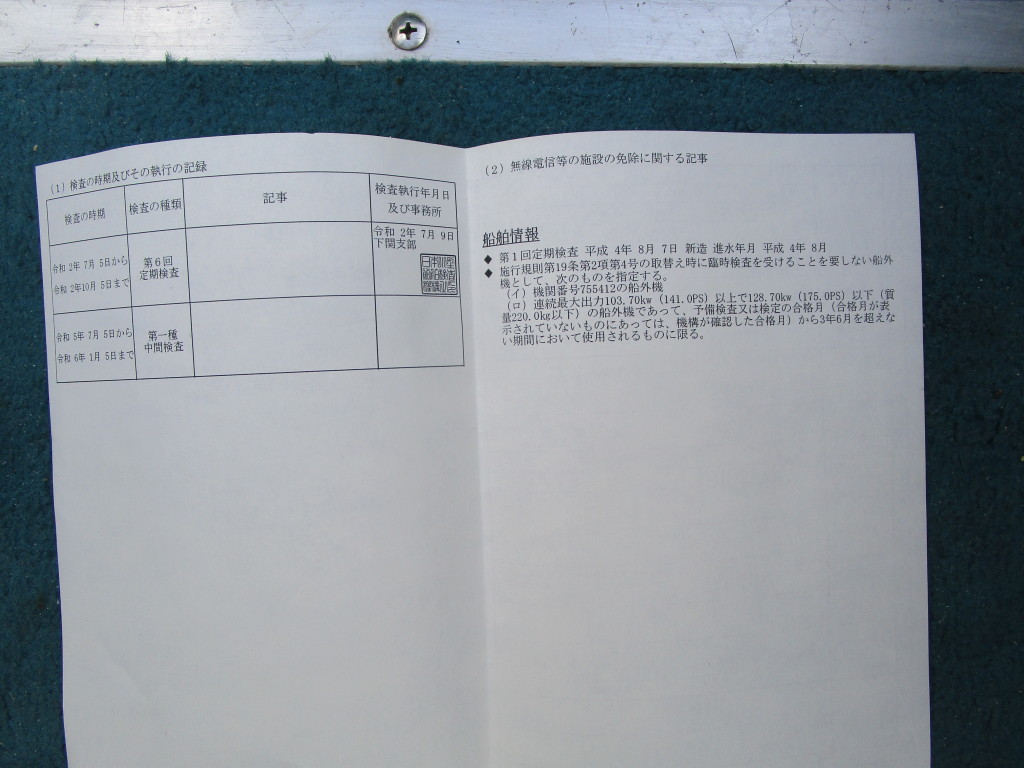 (1)検査の時期及びその執行の記録
検査の時期
検査の種類
記事
検査執行年月日
及び事務所
令和 2年 7月 5日から
令和 2年10月 5日まで
第6回
定期検査
令和 2年 7月 9日
下関支部
令和 5年 7月 5日から
令和 6年 1月 5日まで
第一種
中間検査
(2)無線電信等の施設の免除に関する記事
船舶情報
◆ 第1回定期検査 平成 4年 8月 7日 新造 進水年月 平成 4年 8月
◆ 施行規則第19条第2項第4号の取替え時に臨時検査を受けることを要しない船外
機として、次のものを指定する。
(イ)機関番号755412の船外機
(ロ)連続最大出力103.70kw(141.0PS)以上で128.70kw(175.0PS)以下(質
量220.0kg以下)の船外機であって、予備検査又は検定の合格月(合格月が表
示されていないものにあっては、機構が確認した合格月)から3年6月を超えな
い期間において使用されるものに限る。